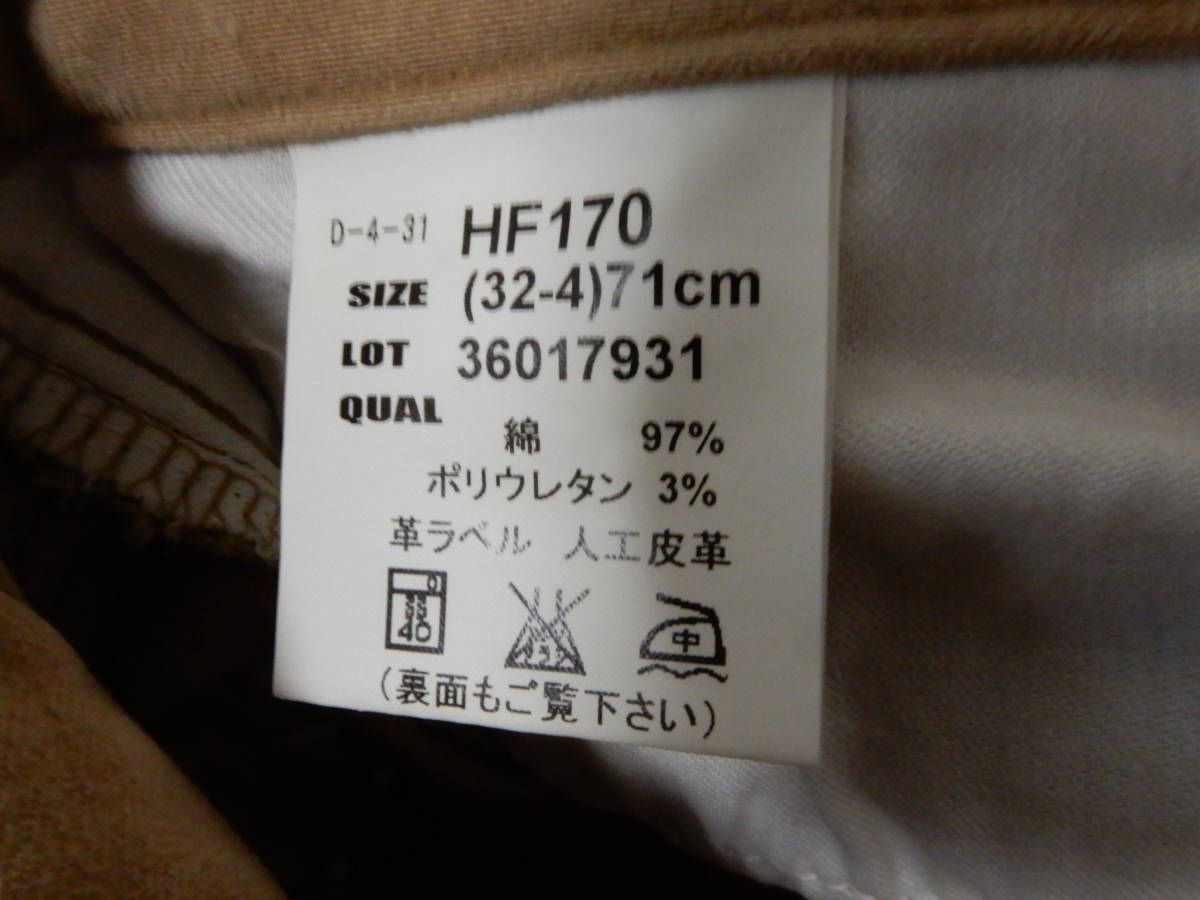 D-4-31 HF170
SIZE (32-4)71cm
LOT 36017931
QUAL
綿 97%
ポリウレタン 3%
革ラベル 人工皮革
40
中
(裏面もご覧下さい)